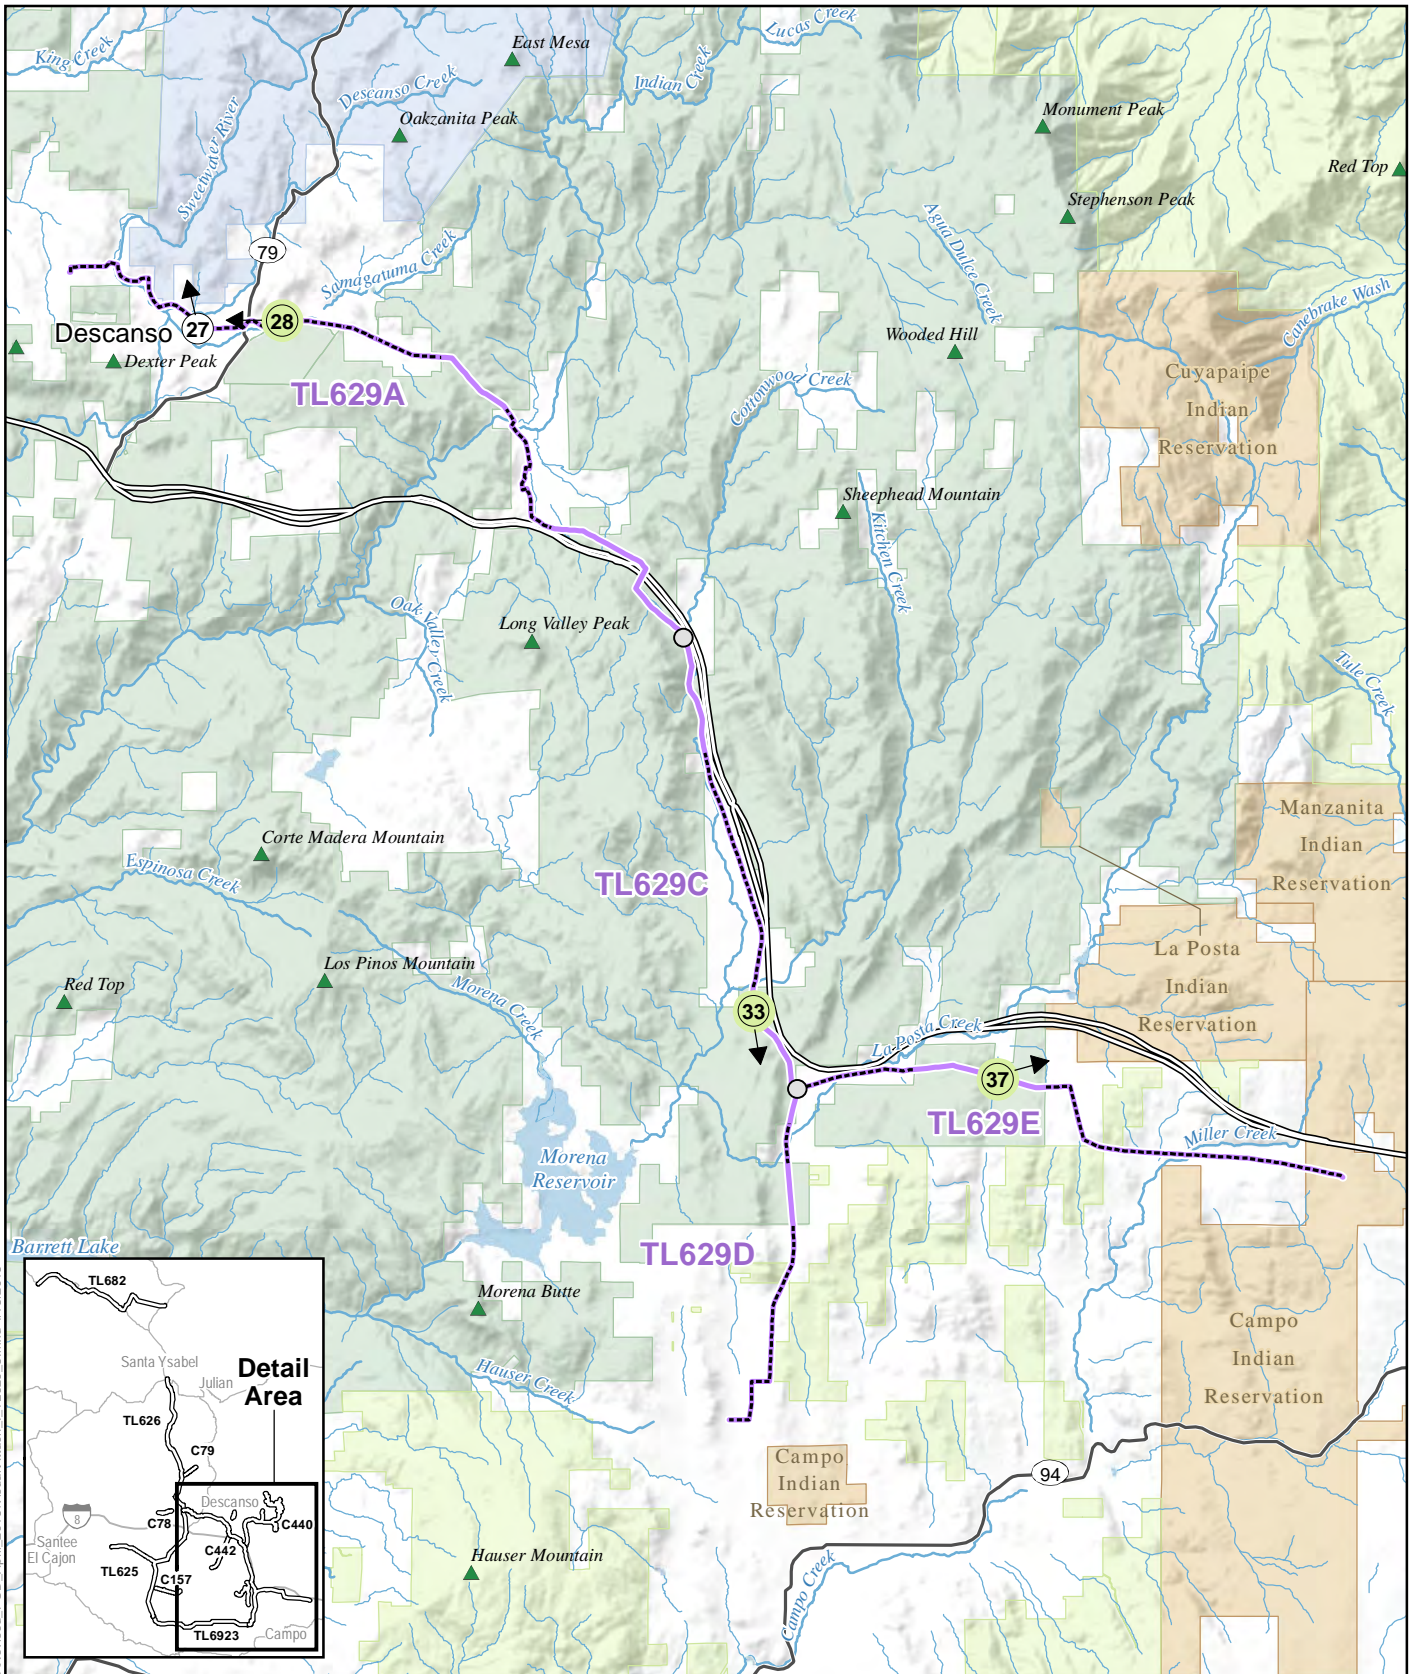 King Creek
East Mesa
Lucas Creek
Indian Creek
Descanso Creek
Oakzanita Peak
Monument Peak
Red Top
Sweetwater River
Stephenson Peak
Agua Dulce Creek
79
Samagatuma Creek
Canebrake Wash
Descanso
27
28
Dexter Peak
Wooded Hill
Cuyapaipe
Indian
Reservation
TL629A
Cottonwood Creek
Sheephead Mountain
Kitchen Creek
Oak Valley Creek
Long Valley Peak
Tule Creek
Manzanita
Indian
Reservation
Corte Madera Mountain
Espinosa Creek
TL629C
La Posta
Indian
Reservation
Los Pinos Mountain
Red Top
Morena Creek
33
La Posta Creek
37
TL629E
Miller Creek
Morena
Reservoir
TL629D
Barrett Lake
Morena Butte
Campo
Indian
Reservation
Hauser Creek
Campo
Indian
Reservation
94
Hauser Mountain
Campo Creek
TL682
Santa Ysabel
Julian
Detail
Area
TL626
C79
Descanso
8
C78
C440
Santee
El Cajon
C442
TL625
C157
TL6923
Campo